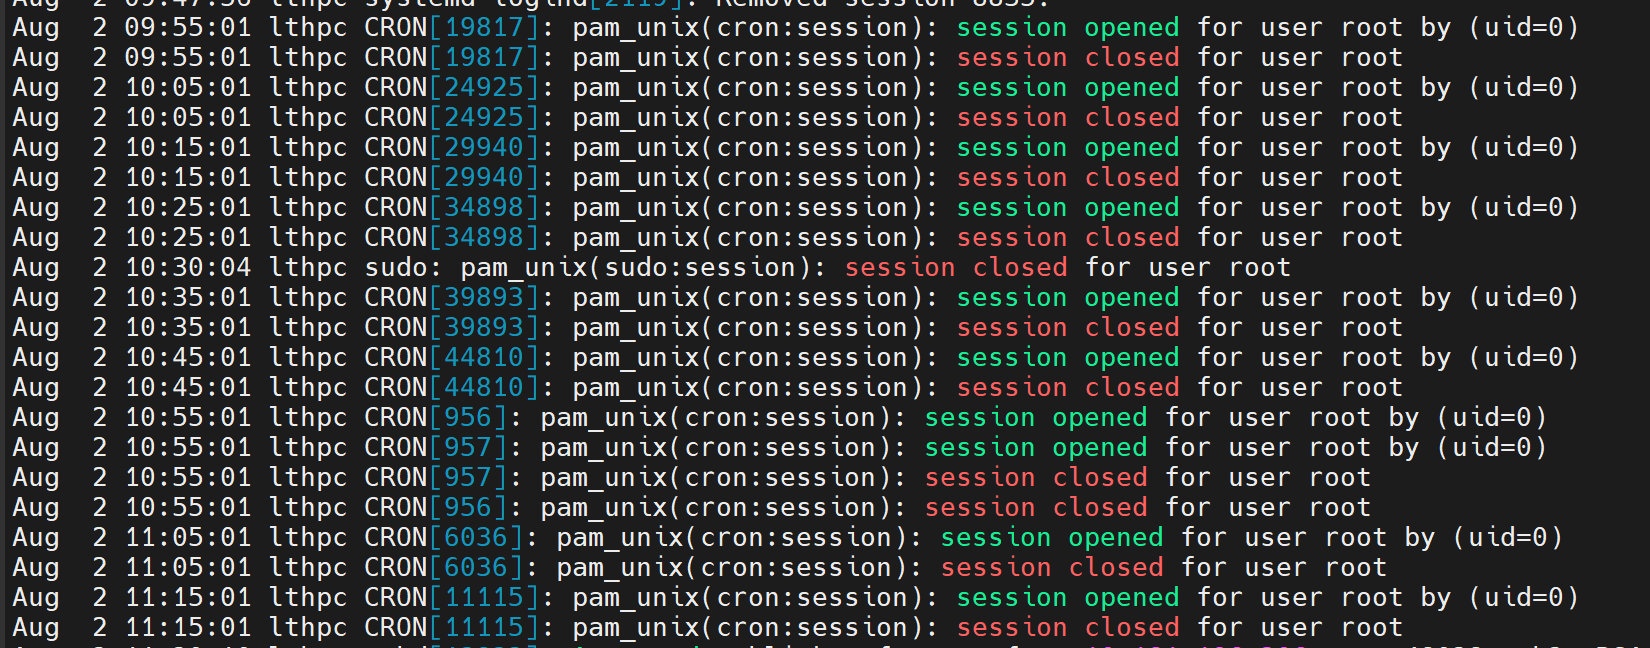 Aug  2 09:55:01 lthpc CRON[19817]: pam_unix(cron:session): session opened for user root by (uid=0)
Aug  2 09:55:01 lthpc CRON[19817]: pam_unix(cron:session): session closed for user root
Aug  2 10:05:01 lthpc CRON[24925]: pam_unix(cron:session): session opened for user root by (uid=0)
Aug  2 10:05:01 lthpc CRON[24925]: pam_unix(cron:session): session closed for user root
Aug  2 10:15:01 lthpc CRON[29940]: pam_unix(cron:session): session opened for user root by (uid=0)
Aug  2 10:15:01 lthpc CRON[29940]: pam_unix(cron:session): session closed for user root
Aug  2 10:25:01 lthpc CRON[34898]: pam_unix(cron:session): session opened for user root by (uid=0)
Aug  2 10:25:01 lthpc CRON[34898]: pam_unix(cron:session): session closed for user root
Aug  2 10:30:04 lthpc sudo: pam_unix(sudo:session): session closed for user root
Aug  2 10:35:01 lthpc CRON[39893]: pam_unix(cron:session): session opened for user root by (uid=0)
Aug  2 10:35:01 lthpc CRON[39893]: pam_unix(cron:session): session closed for user root
Aug  2 10:45:01 lthpc CRON[44810]: pam_unix(cron:session): session opened for user root by (uid=0)
Aug  2 10:45:01 lthpc CRON[44810]: pam_unix(cron:session): session closed for user root
Aug  2 10:55:01 lthpc CRON[956]: pam_unix(cron:session): session opened for user root by (uid=0)
Aug  2 10:55:01 lthpc CRON[957]: pam_unix(cron:session): session opened for user root by (uid=0)
Aug  2 10:55:01 lthpc CRON[957]: pam_unix(cron:session): session closed for user root
Aug  2 10:55:01 lthpc CRON[956]: pam_unix(cron:session): session closed for user root
Aug  2 11:05:01 lthpc CRON[6036]: pam_unix(cron:session): session opened for user root by (uid=0)
Aug  2 11:05:01 lthpc CRON[6036]: pam_unix(cron:session): session closed for user root
Aug  2 11:15:01 lthpc CRON[11115]: pam_unix(cron:session): session opened for user root by (uid=0)
Aug  2 11:15:01 lthpc CRON[11115]: pam_unix(cron:session): session closed for user root